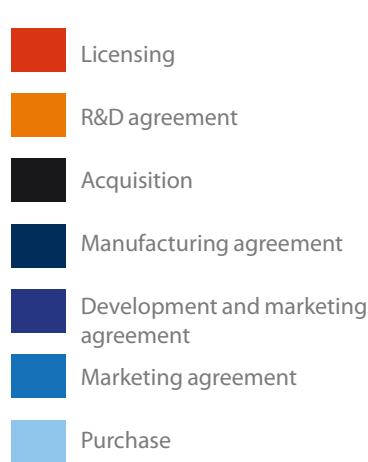 Licensing
R&D agreement
Acquisition
Manufacturing agreement
Development and marketing
agreement
Marketing agreement
Purchase